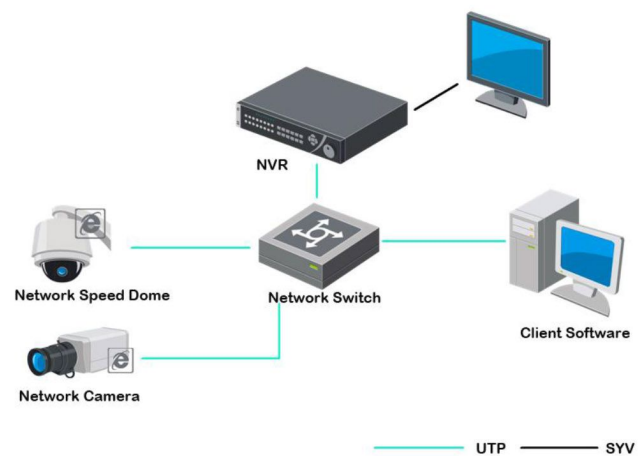 NVR
Network Speed Dome
Network Switch
Client Software
Network Camera
UTP
SYV